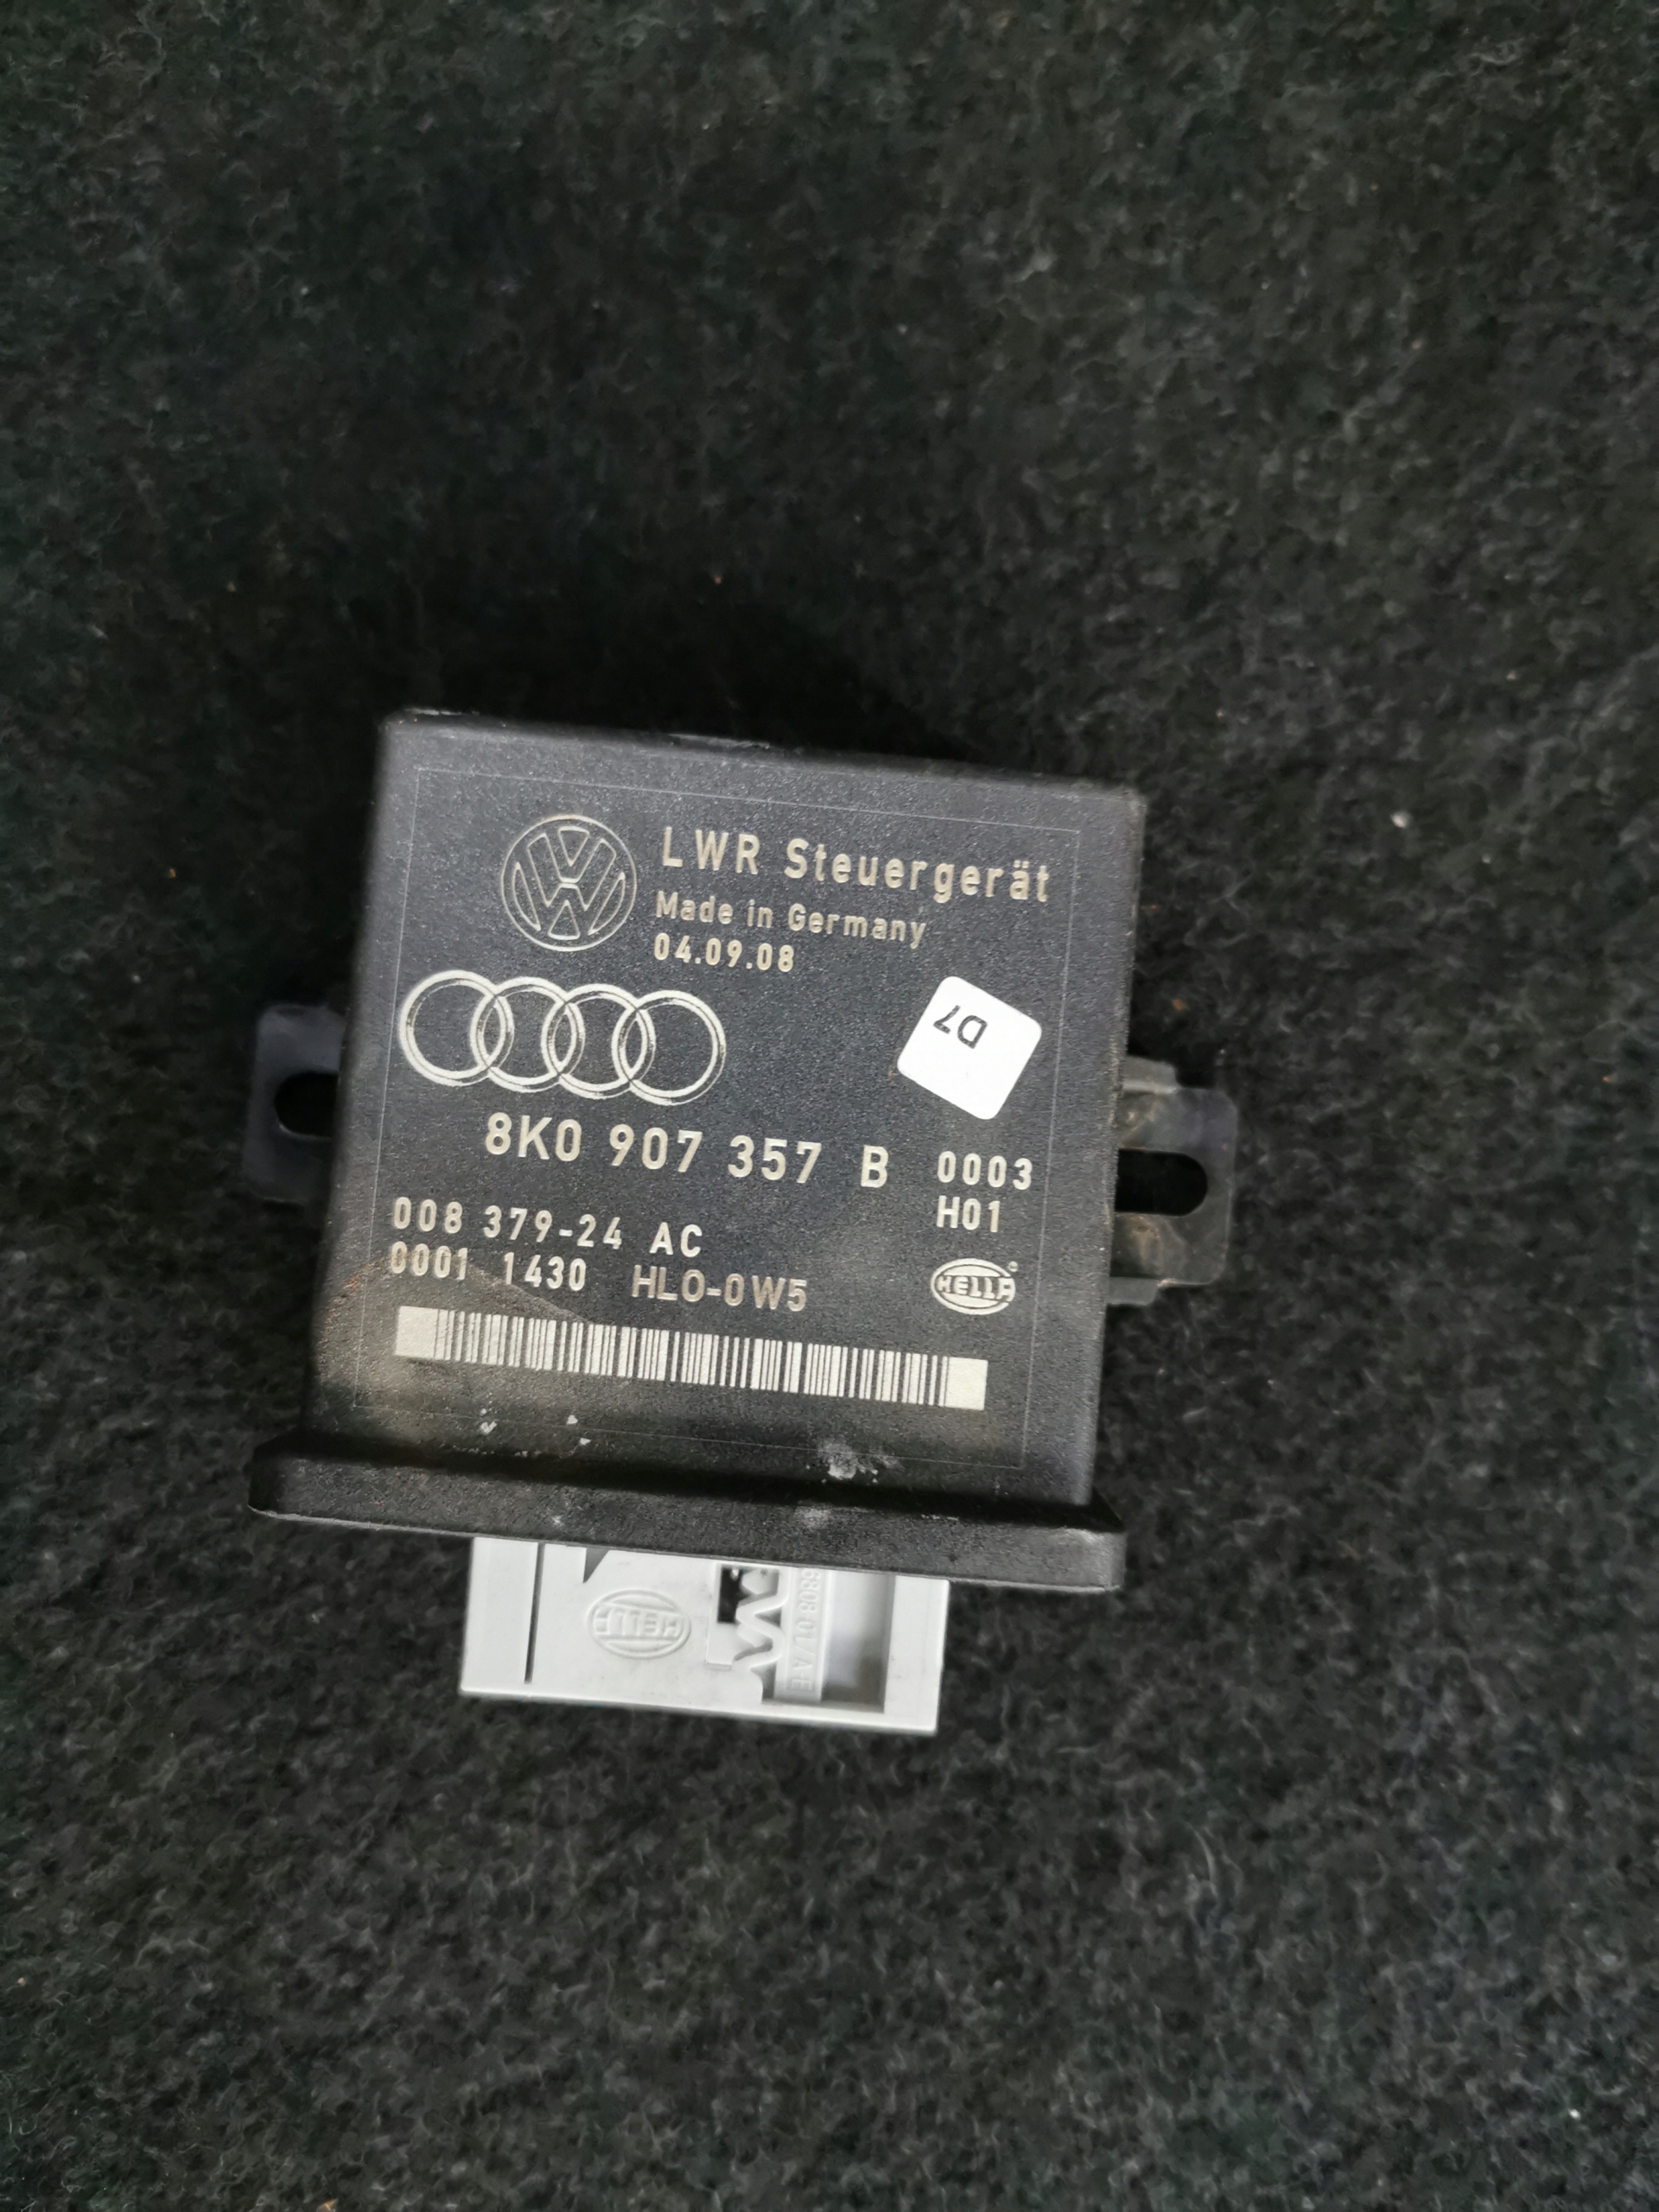 LWR Steuergerät
Made in Germany
04.09.08
D7
8K0 907 357 B 0003
H01
008 379-24 AC
0001 1430 HLO-0W5
HELLA
HELLA